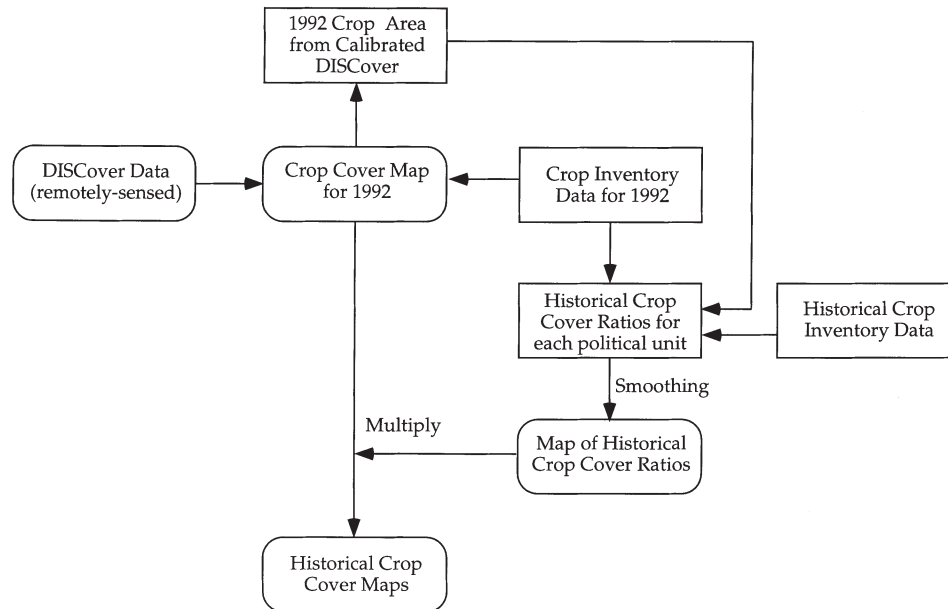 1992 Crop Area
from Calibrated
DISCover
DISCover Data
(remotely-sensed)
Crop Cover Map
for 1992
Crop Inventory
Data for 1992
Historical Crop
Cover Ratios for
each political unit
Historical Crop
Inventory Data
Smoothing
Multiply
Map of Historical
Crop Cover Ratios
Historical Crop
Cover Maps